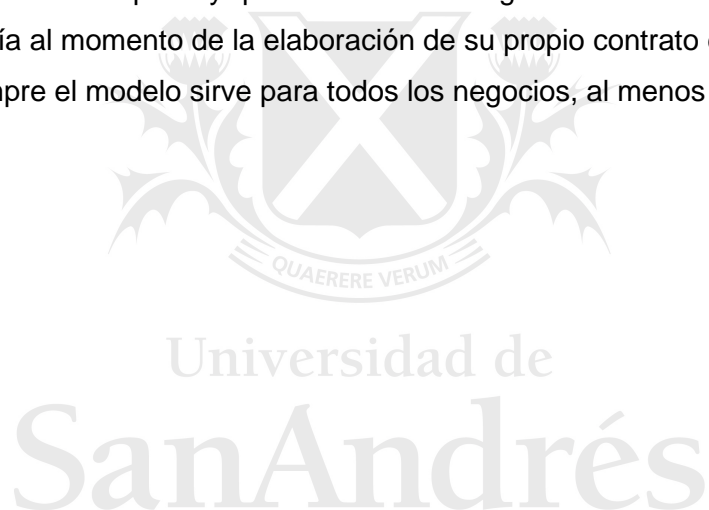 ía al momento de la elaboración de su propio contrato
pre el modelo sirve para todos los negocios, al menos
QUAERERE VERUM
Universidad de
SanAndrés